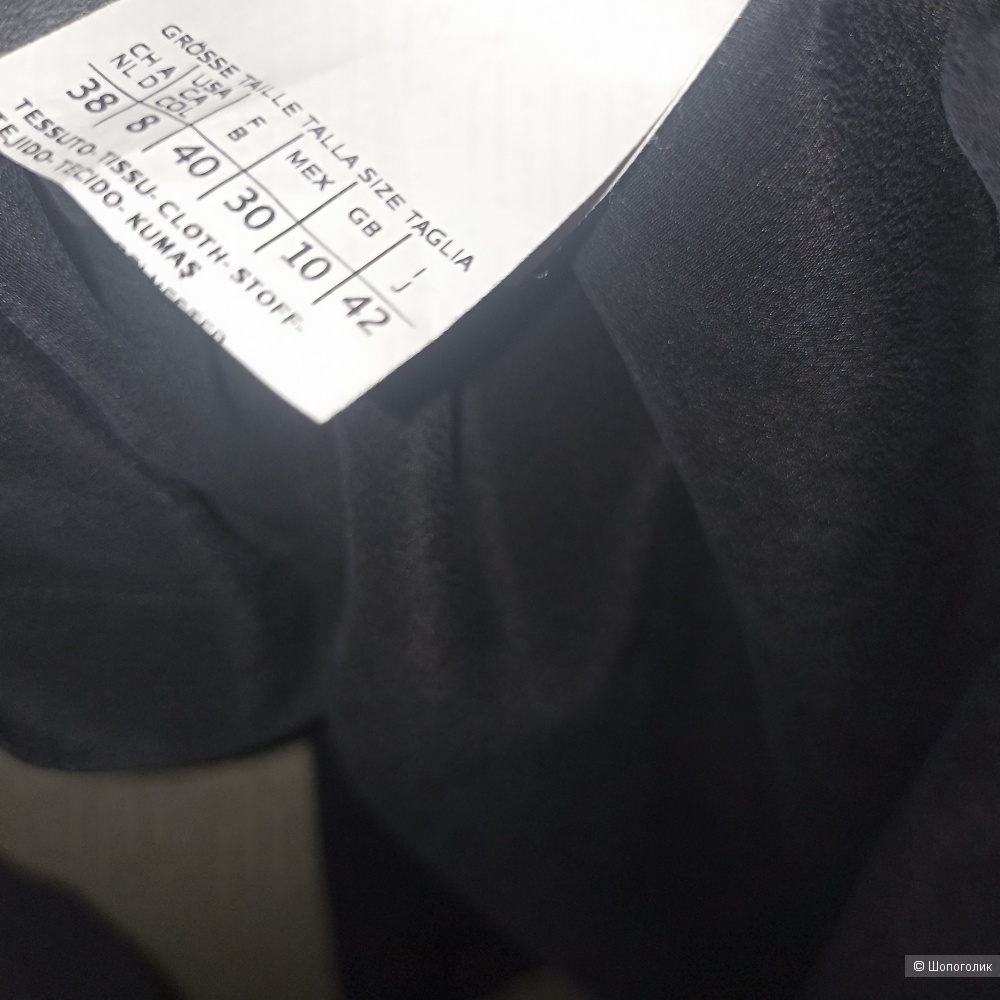 GRÖSSE TAILLE TALLA SIZE TAGLIA
CH A USA F MEX GB I
NL D CA B J
COL
38 8 40 30 10 42
TESSUTO-TISSU- CLOTH- STOFF.
TEJIDO- TECIDO- KUMAŞ
© Шопоголик